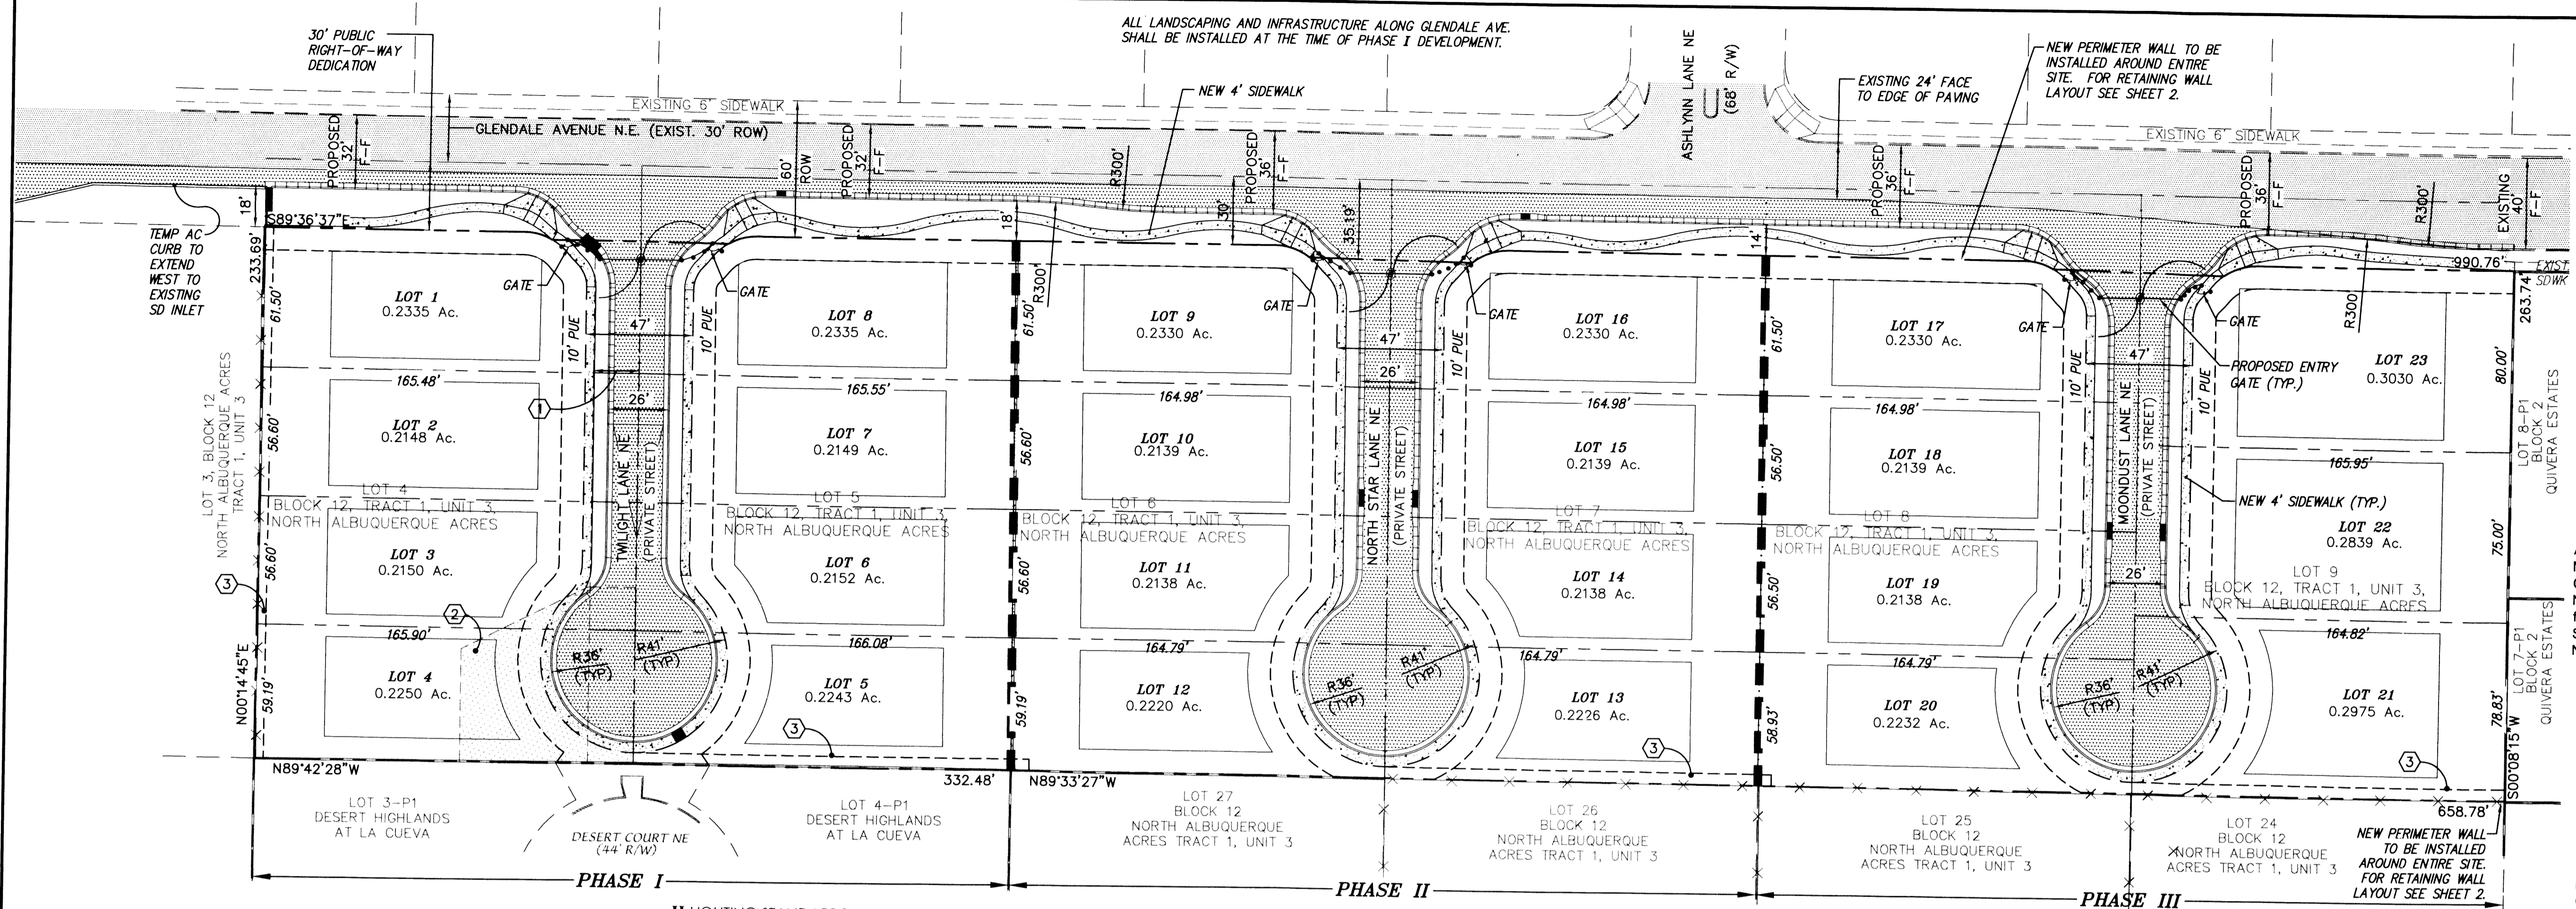 ALL LANDSCAPING AND INFRASTRUCTURE ALONG GLENDALE AVE.
SHALL BE INSTALLED AT THE TIME OF PHASE I DEVELOPMENT.
30' PUBLIC
RIGHT-OF-WAY
DEDICATION
NEW PERIMETER WALL TO BE
INSTALLED AROUND ENTIRE
SITE. FOR RETAINING WALL
LAYOUT SEE SHEET 2.
ASHLYNN LANE NE
(68' R/W)
EXISTING 24' FACE
TO EDGE OF PAVING
NEW 4' SIDEWALK
EXISTING 6' SIDEWALK
GLENDALE AVENUE N.E. (EXIST. 30' ROW)
EXISTING 6' SIDEWALK
PROPOSED
32'
F-F
60'
ROW
PROPOSED
32'
F-F
R300'
PROPOSED
36'
F-F
PROPOSED
36'
F-F
PROPOSED
36'
F-F
R300'
EXISTING
40'
F-F
18'
S89°36'37"E
18'
30'
35.19'
14'
990.76'
EXIST
SDWK
TEMP AC
CURB TO
EXTEND
WEST TO
EXISTING
SD INLET
233.69'
61.50'
56.60'
56.60'
59.19'
N00°14'45"E
LOT 3, BLOCK 12
NORTH ALBUQUERQUE ACRES
TRACT 1, UNIT 3
LOT 1
0.2335 Ac.
165.48'
LOT 2
0.2148 Ac.
LOT 4
BLOCK 12, TRACT 1, UNIT 3,
NORTH ALBUQUERQUE ACRES
LOT 3
0.2150 Ac.
165.90'
LOT 4
0.2250 Ac.
3
2
1
GATE
GATE
10' PUE
10' PUE
47'
26'
TWILIGHT LANE NE
(PRIVATE STREET)
R36'
(TYP)
R41'
(TYP)
LOT 8
0.2335 Ac.
165.55'
LOT 7
0.2149 Ac.
LOT 5
BLOCK 12, TRACT 1, UNIT 3,
NORTH ALBUQUERQUE ACRES
LOT 6
0.2152 Ac.
166.08'
LOT 5
0.2243 Ac.
3
61.50'
R300'
56.60'
56.60'
59.19'
LOT 9
0.2330 Ac.
164.98'
LOT 10
0.2139 Ac.
LOT 6
BLOCK 12, TRACT 1, UNIT 3,
NORTH ALBUQUERQUE ACRES
LOT 11
0.2138 Ac.
164.79'
LOT 12
0.2220 Ac.
GATE
GATE
10' PUE
47'
26'
NORTH STAR LANE NE
(PRIVATE STREET)
R36'
(TYP)
R41'
(TYP)
LOT 16
0.2330 Ac.
164.98'
LOT 15
0.2139 Ac.
LOT 7
BLOCK 12, TRACT 1, UNIT 3,
NORTH ALBUQUERQUE ACRES
LOT 14
0.2138 Ac.
164.79'
LOT 13
0.2226 Ac.
3
61.50'
56.50'
56.50'
58.93'
LOT 17
0.2330 Ac.
164.98'
LOT 18
0.2139 Ac.
LOT 8
BLOCK 12, TRACT 1, UNIT 3,
NORTH ALBUQUERQUE ACRES
LOT 19
0.2138 Ac.
164.79'
LOT 20
0.2232 Ac.
GATE
GATE
10' PUE
10' PUE
47'
26'
MOONDUST LANE NE
(PRIVATE STREET)
R36'
(TYP)
R41'
(TYP)
R300'
PROPOSED ENTRY
GATE (TYP.)
LOT 23
0.3030 Ac.
165.95'
NEW 4' SIDEWALK (TYP.)
LOT 22
0.2839 Ac.
LOT 9
BLOCK 12, TRACT 1, UNIT 3,
NORTH ALBUQUERQUE ACRES
164.82'
LOT 21
0.2975 Ac.
3
263.74'
80.00'
75.00'
78.83'
S00°08'15"W
LOT 8-P1
BLOCK 2
QUIVERA ESTATES
LOT 7-P1
BLOCK 2
QUIVERA ESTATES
N89°42'28"W
332.48'
N89°33'27"W
658.78'
LOT 3-P1
DESERT HIGHLANDS
AT LA CUEVA
DESERT COURT NE
(44' R/W)
LOT 4-P1
DESERT HIGHLANDS
AT LA CUEVA
LOT 27
BLOCK 12
NORTH ALBUQUERQUE
ACRES TRACT 1, UNIT 3
LOT 26
BLOCK 12
NORTH ALBUQUERQUE
ACRES TRACT 1, UNIT 3
LOT 25
BLOCK 12
NORTH ALBUQUERQUE
ACRES TRACT 1, UNIT 3
LOT 24
BLOCK 12
NORTH ALBUQUERQUE
ACRES TRACT 1, UNIT 3
NEW PERIMETER WALL
TO BE INSTALLED
AROUND ENTIRE SITE.
FOR RETAINING WALL
LAYOUT SEE SHEET 2.
PHASE I
PHASE II
PHASE III